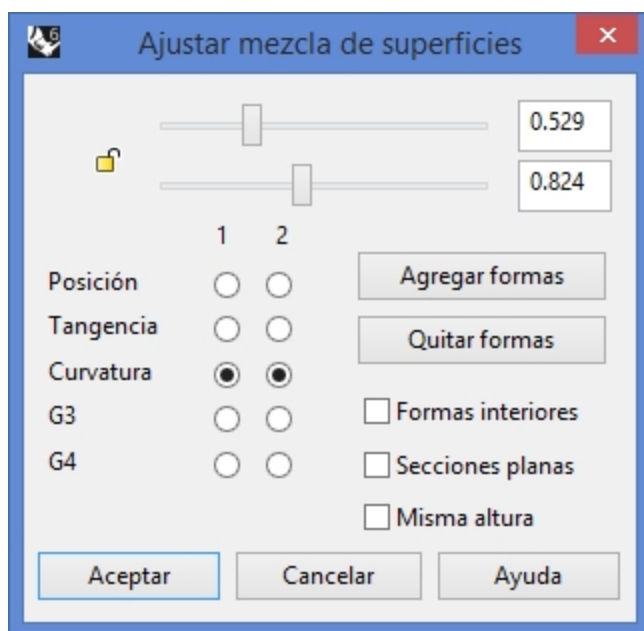 6
Ajustar mezcla de superficies
0.529
0.824
1 2
Posición
Agregar formas
Tangencia
Quitar formas
Curvatura
G3
Formas interiores
G4
Secciones planas
Misma altura
Aceptar Cancelar Ayuda